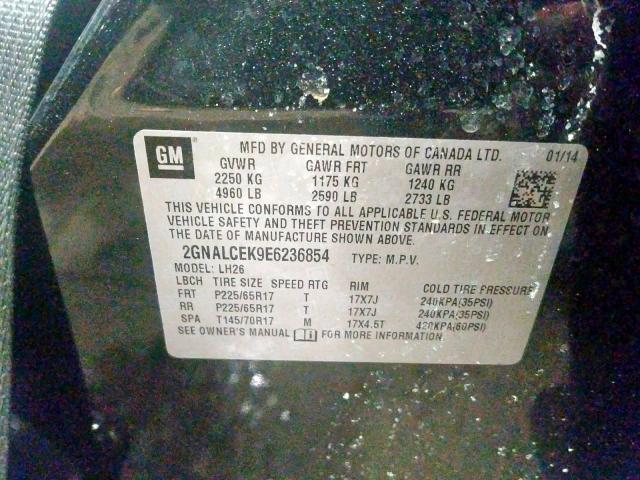 GM MFD BY GENERAL MOTORS OF CANADA LTD. 01/14
GVWR GAWR FRT GAWR RR
2250 KG 1175 KG 1240 KG
4960 LB 2590 LB 2733 LB
THIS VEHICLE CONFORMS TO ALL APPLICABLE U.S. FEDERAL MOTOR
VEHICLE SAFETY AND THEFT PREVENTION STANDARDS IN EFFECT ON
THE DATE OF MANUFACTURE SHOWN ABOVE.
2GNALCEK9E6236854 TYPE: M.P.V.
MODEL: LH26
LBCH TIRE SIZE SPEED RTG RIM COLD TIRE PRESSURE
FRT P225/65R17 T 17X7J 240KPA(35PSI)
RR P225/65R17 T 17X7J 240KPA(35PSI)
SPA T145/70R17 M 17X4.5T 420KPA(60PSI)
SEE OWNER'S MANUAL FOR MORE INFORMATION.